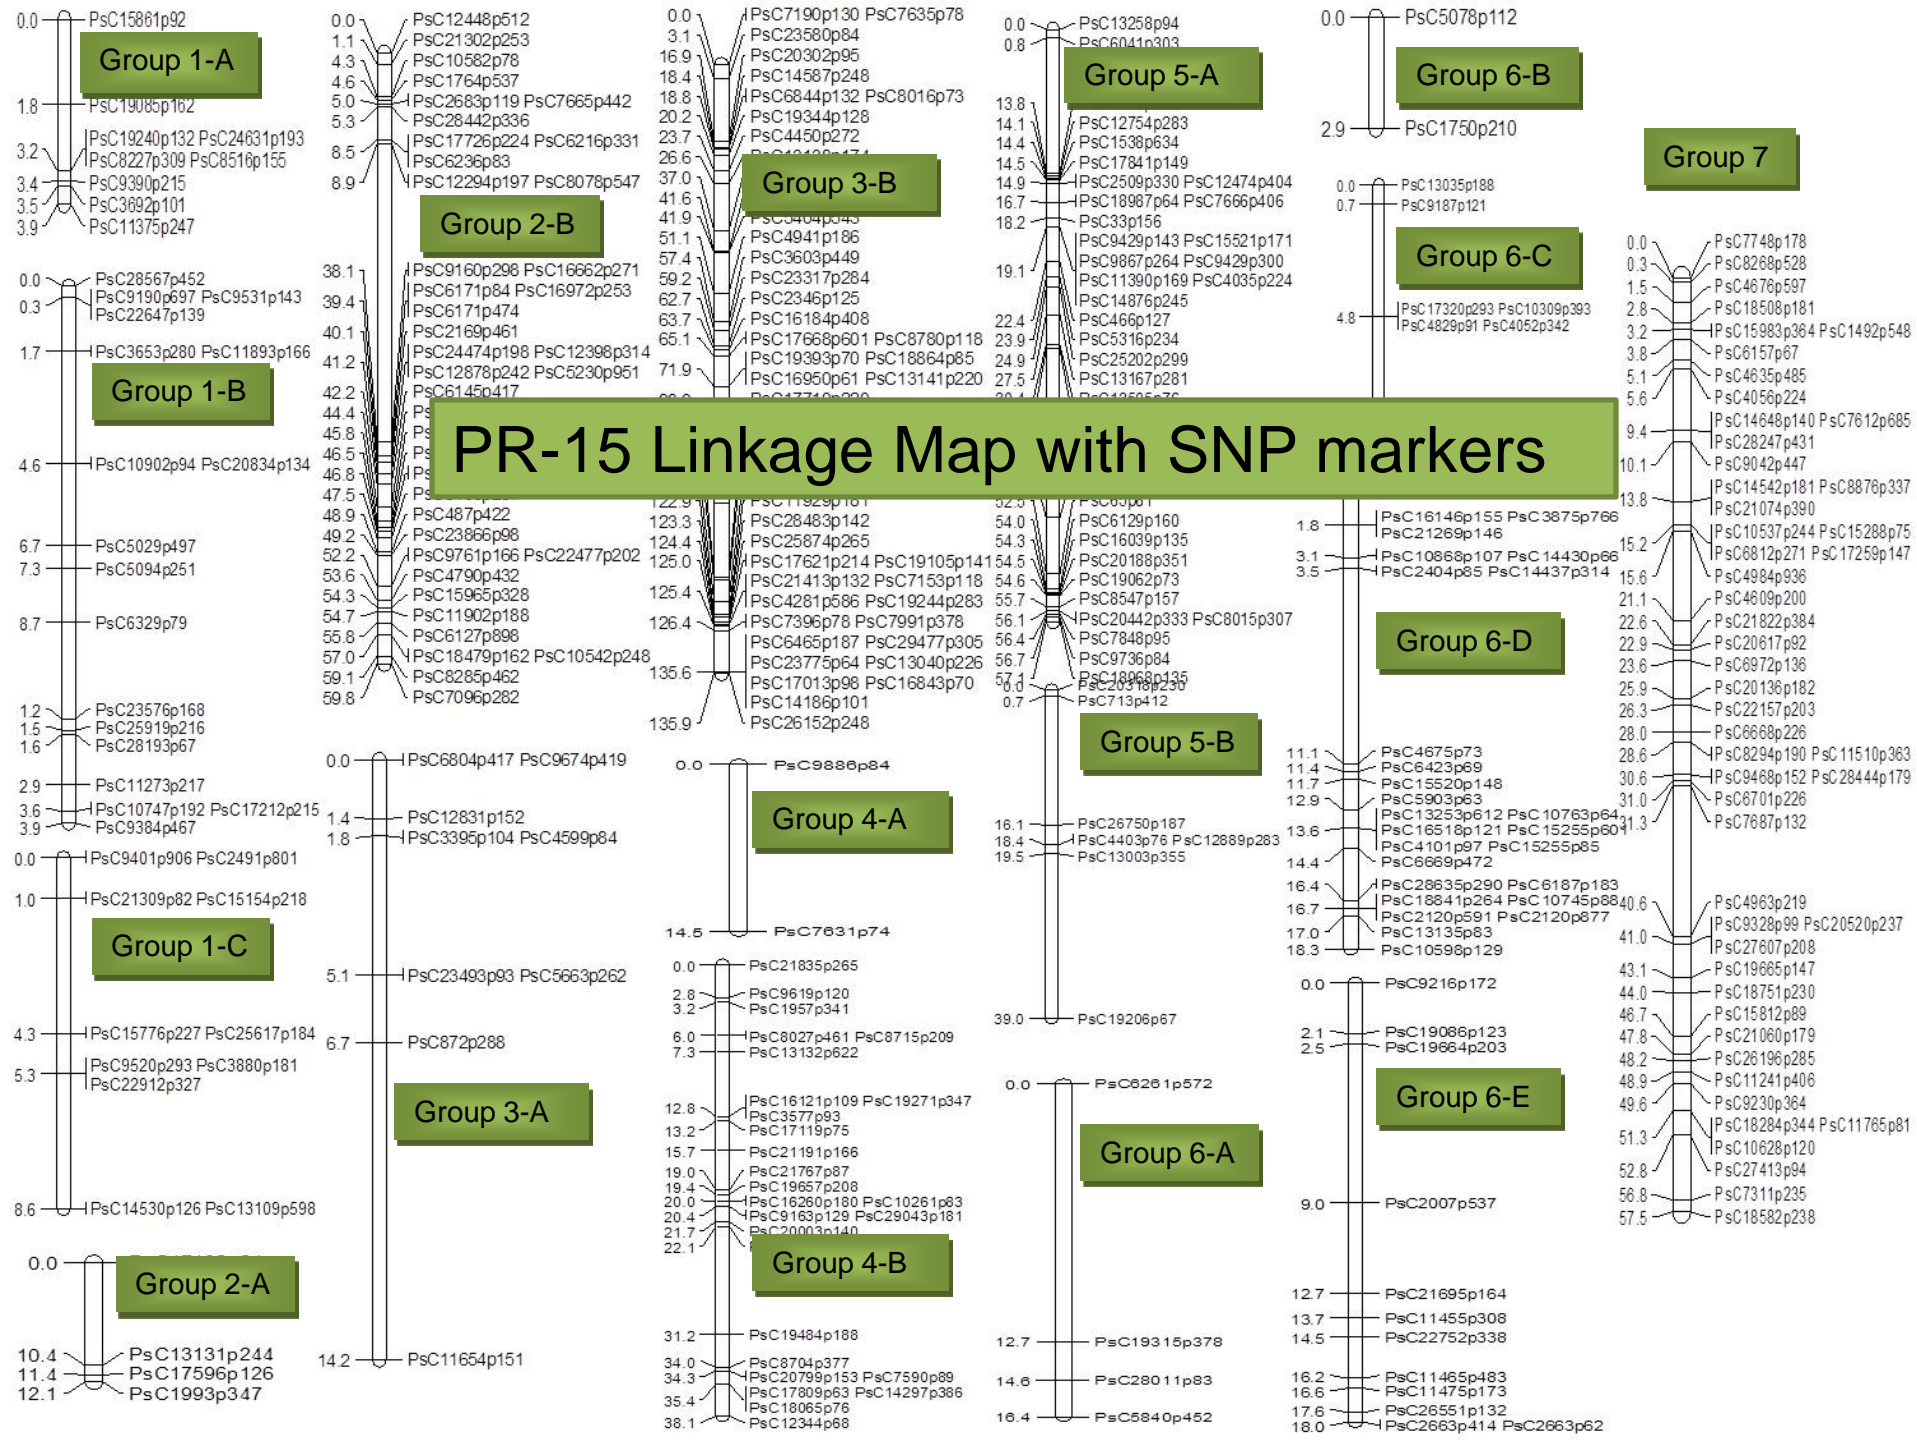 PR-15 Linkage Map with SNP markers
Group 1-A
0.0 PsC15861p92
1.8 PsC19085p162
3.2 PsC19240p132 PsC24631p193
PsC8227p309 PsC8516p155
3.4 PsC9390p215
3.5 PsC3692p101
3.9 PsC11375p247
Group 1-B
0.0 PsC28567p452
0.3 PsC9190p697 PsC9531p143
PsC22647p139
1.7 PsC3653p280 PsC11893p166
4.6 PsC10902p94 PsC20834p134
6.7 PsC5029p497
7.3 PsC5094p251
8.7 PsC6329p79
1.2 PsC23576p168
1.5 PsC25919p216
1.6 PsC28193p67
2.9 PsC11273p217
3.6 PsC10747p192 PsC17212p215
3.9 PsC9384p467
Group 1-C
0.0 PsC9401p906 PsC2491p801
1.0 PsC21309p82 PsC15154p218
4.3 PsC15776p227 PsC25617p184
5.3 PsC9520p293 PsC3880p181
PsC22912p327
8.6 PsC14530p126 PsC13109p598
Group 2-A
0.0
10.4 PsC13131p244
11.4 PsC17596p126
12.1 PsC1993p347
Group 2-B
0.0 PsC12448p512
1.1 PsC21302p253
4.3 PsC10582p78
4.6 PsC1764p537
5.0 PsC2683p119 PsC7665p442
5.3 PsC28442p336
8.5 PsC17726p224 PsC6216p331
PsC6236p83
8.9 PsC12294p197 PsC8078p547
38.1 PsC9160p298 PsC16662p271
39.4 PsC6171p84 PsC16972p253
PsC6171p474
40.1 PsC2169p461
41.2 PsC24474p198 PsC12398p314
PsC12878p242 PsC5230p951
42.2 PsC6145p417
44.4
45.8
46.5
46.8
47.5
48.9 PsC487p422
49.2 PsC23866p98
52.2 PsC9761p166 PsC22477p202
53.6 PsC4790p432
54.3 PsC15965p328
54.7 PsC11902p188
55.8 PsC6127p898
57.0 PsC18479p162 PsC10542p248
59.1 PsC8285p462
59.8 PsC7096p282
Group 3-A
0.0 PsC6804p417 PsC9674p419
1.4 PsC12831p152
1.8 PsC3395p104 PsC4599p84
5.1 PsC23493p93 PsC5663p262
6.7 PsC872p288
14.2 PsC11654p151
Group 3-B
0.0 PsC7190p130 PsC7635p78
3.1 PsC23580p84
16.9 PsC20302p95
18.4 PsC14587p248
18.8 PsC6844p132 PsC8016p73
20.2 PsC19344p128
23.7 PsC4450p272
26.6
37.0
41.6
41.9
51.1 PsC4941p186
57.4 PsC3603p449
59.2 PsC23317p284
62.7 PsC2346p125
63.7 PsC16184p408
65.1 PsC17668p601 PsC8780p118
71.9 PsC19393p70 PsC18864p85
PsC16950p61 PsC13141p220
122.9 PsC11929p181
123.3 PsC28483p142
124.4 PsC25874p265
125.0 PsC17621p214 PsC19105p141
125.4 PsC21413p132 PsC7153p118
PsC4281p586 PsC19244p283
126.4 PsC7396p78 PsC7991p378
135.6 PsC6465p187 PsC29477p305
PsC23775p64 PsC13040p226
PsC17013p98 PsC16843p70
PsC14186p101
135.9 PsC26152p248
Group 4-A
0.0 PsC9886p84
14.5 PsC7631p74
Group 4-B
0.0 PsC21835p265
2.8 PsC9619p120
3.2 PsC1957p341
6.0 PsC8027p461 PsC8715p209
7.3 PsC13132p622
12.8 PsC16121p109 PsC19271p347
PsC3577p93
13.2 PsC17119p75
15.7 PsC21191p166
19.0 PsC21767p87
19.4 PsC19657p208
20.0 PsC16260p180 PsC10261p83
20.4 PsC9163p129 PsC29043p181
21.7 PsC20003p140
22.1
31.2 PsC19484p188
34.0 PsC8704p377
34.3 PsC20799p153 PsC7590p89
35.4 PsC17809p63 PsC14297p386
PsC18065p76
38.1 PsC12344p68
Group 5-A
0.0 PsC13258p94
0.8 PsC6041p303
13.8
14.1 PsC12754p283
14.4 PsC1538p634
14.5 PsC17841p149
14.9 PsC2509p330 PsC12474p404
16.7 PsC18987p64 PsC7666p406
18.2 PsC33p156
19.1 PsC9429p143 PsC15521p171
PsC9867p264 PsC9429p300
PsC11390p169 PsC4035p224
PsC14876p245
22.4 PsC466p127
23.9 PsC5316p234
24.9 PsC25202p299
27.5 PsC13167p281
52.5 PsC65p61
54.0 PsC6129p160
54.3 PsC16039p135
54.5 PsC20188p351
54.6 PsC19062p73
55.7 PsC8547p157
56.1 PsC20442p333 PsC8015p307
56.4 PsC7848p95
56.7 PsC9736p84
57.1 PsC18968p135
Group 5-B
0.0 PsC20318p230
0.7 PsC713p412
16.1 PsC26750p187
18.4 PsC4403p76 PsC12889p283
19.5 PsC13003p355
39.0 PsC19206p67
Group 6-A
0.0 PsC6261p572
12.7 PsC19315p378
14.6 PsC28011p83
16.4 PsC5840p452
Group 6-B
0.0 PsC5078p112
2.9 PsC1750p210
Group 6-C
0.0 PsC13035p188
0.7 PsC9187p121
4.8 PsC17320p293 PsC10309p393
PsC4829p91 PsC4052p342
Group 6-D
1.8 PsC16146p155 PsC3875p766
PsC21269p146
3.1 PsC10868p107 PsC14430p66
3.5 PsC2404p85 PsC14437p314
11.1 PsC4675p73
11.4 PsC6423p69
11.7 PsC15520p148
12.9 PsC5903p63
13.6 PsC13253p612 PsC10763p64
PsC16518p121 PsC15255p601
PsC4101p97 PsC15255p85
14.4 PsC6669p472
16.4 PsC28635p290 PsC6187p183
16.7 PsC18841p264 PsC10745p88
PsC2120p591 PsC2120p877
17.0 PsC13135p83
18.3 PsC10598p129
Group 6-E
0.0 PsC9216p172
2.1 PsC19086p123
2.5 PsC19664p203
9.0 PsC2007p537
12.7 PsC21695p164
13.7 PsC11455p308
14.5 PsC22752p338
16.2 PsC11465p483
16.6 PsC11475p173
17.6 PsC26551p132
18.0 PsC2663p414 PsC2663p62
Group 7
0.0 PsC7748p178
0.3 PsC8268p528
1.5 PsC4676p597
2.8 PsC18508p181
3.2 PsC15983p364 PsC1492p548
3.8 PsC6157p67
5.1 PsC4635p485
5.6 PsC4056p224
9.4 PsC14648p140 PsC7612p685
PsC28247p431
10.1 PsC9042p447
13.8 PsC14542p181 PsC8876p337
PsC21074p390
15.2 PsC10537p244 PsC15288p75
PsC6812p271 PsC17259p147
15.6 PsC4984p936
21.1 PsC4609p200
22.6 PsC21822p384
22.9 PsC20617p92
23.6 PsC6972p136
25.9 PsC20136p182
26.3 PsC22157p203
28.0 PsC6668p226
28.6 PsC8294p190 PsC11510p363
30.6 PsC9468p152 PsC28444p179
31.0 PsC6701p226
31.3 PsC7687p132
40.6 PsC4963p219
41.0 PsC9328p99 PsC20520p237
PsC27607p208
43.1 PsC19665p147
44.0 PsC18751p230
46.7 PsC15812p89
47.8 PsC21060p179
48.2 PsC26196p285
48.9 PsC11241p406
49.6 PsC9230p364
51.3 PsC18284p344 PsC11765p81
PsC10628p120
52.8 PsC27413p94
56.8 PsC7311p235
57.5 PsC18582p238